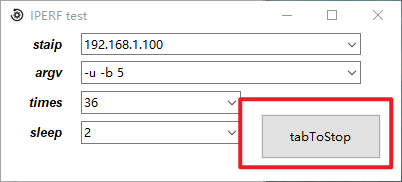 IPERF test
staip 192.168.1.100
argv -u -b 5
times 36
sleep 2
tabToStop